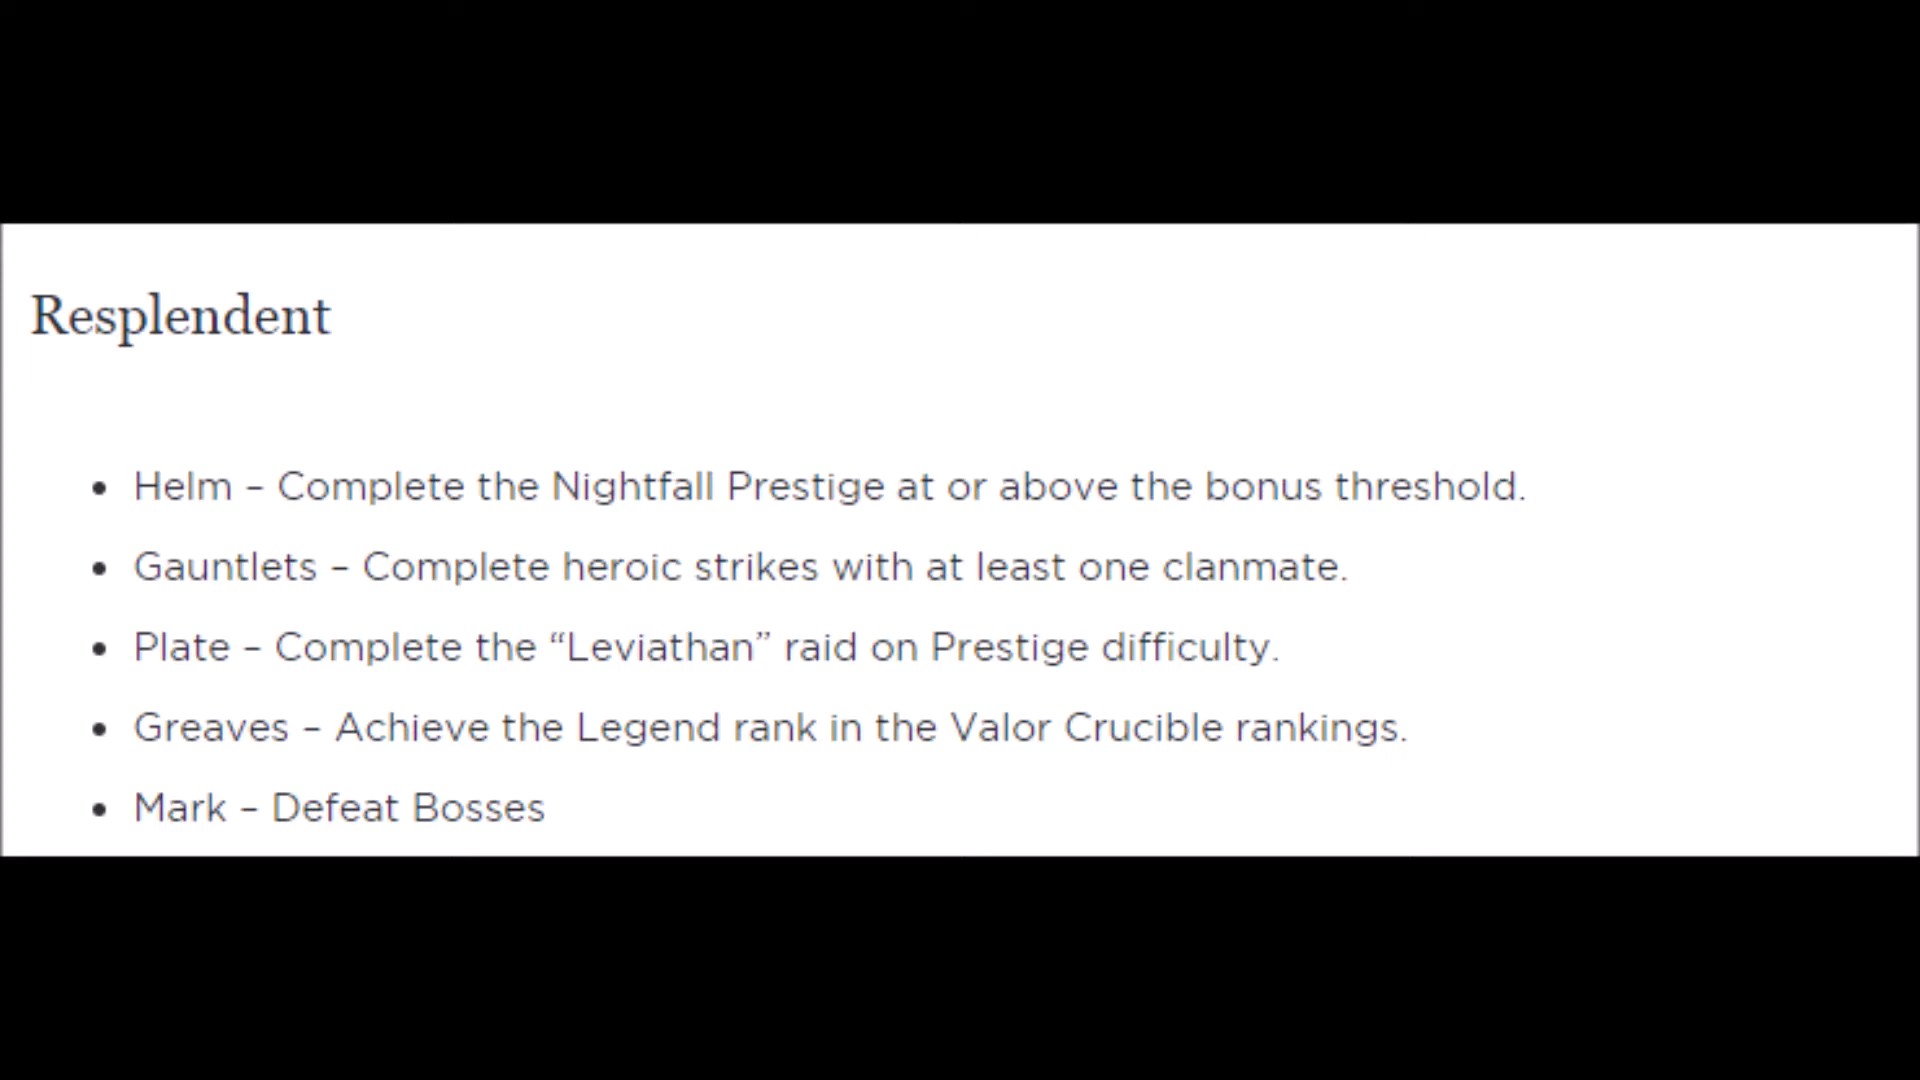 Resplendent
• Helm – Complete the Nightfall Prestige at or above the bonus threshold.
• Gauntlets – Complete heroic strikes with at least one clanmate.
• Plate – Complete the “Leviathan” raid on Prestige difficulty.
• Greaves – Achieve the Legend rank in the Valor Crucible rankings.
• Mark – Defeat Bosses